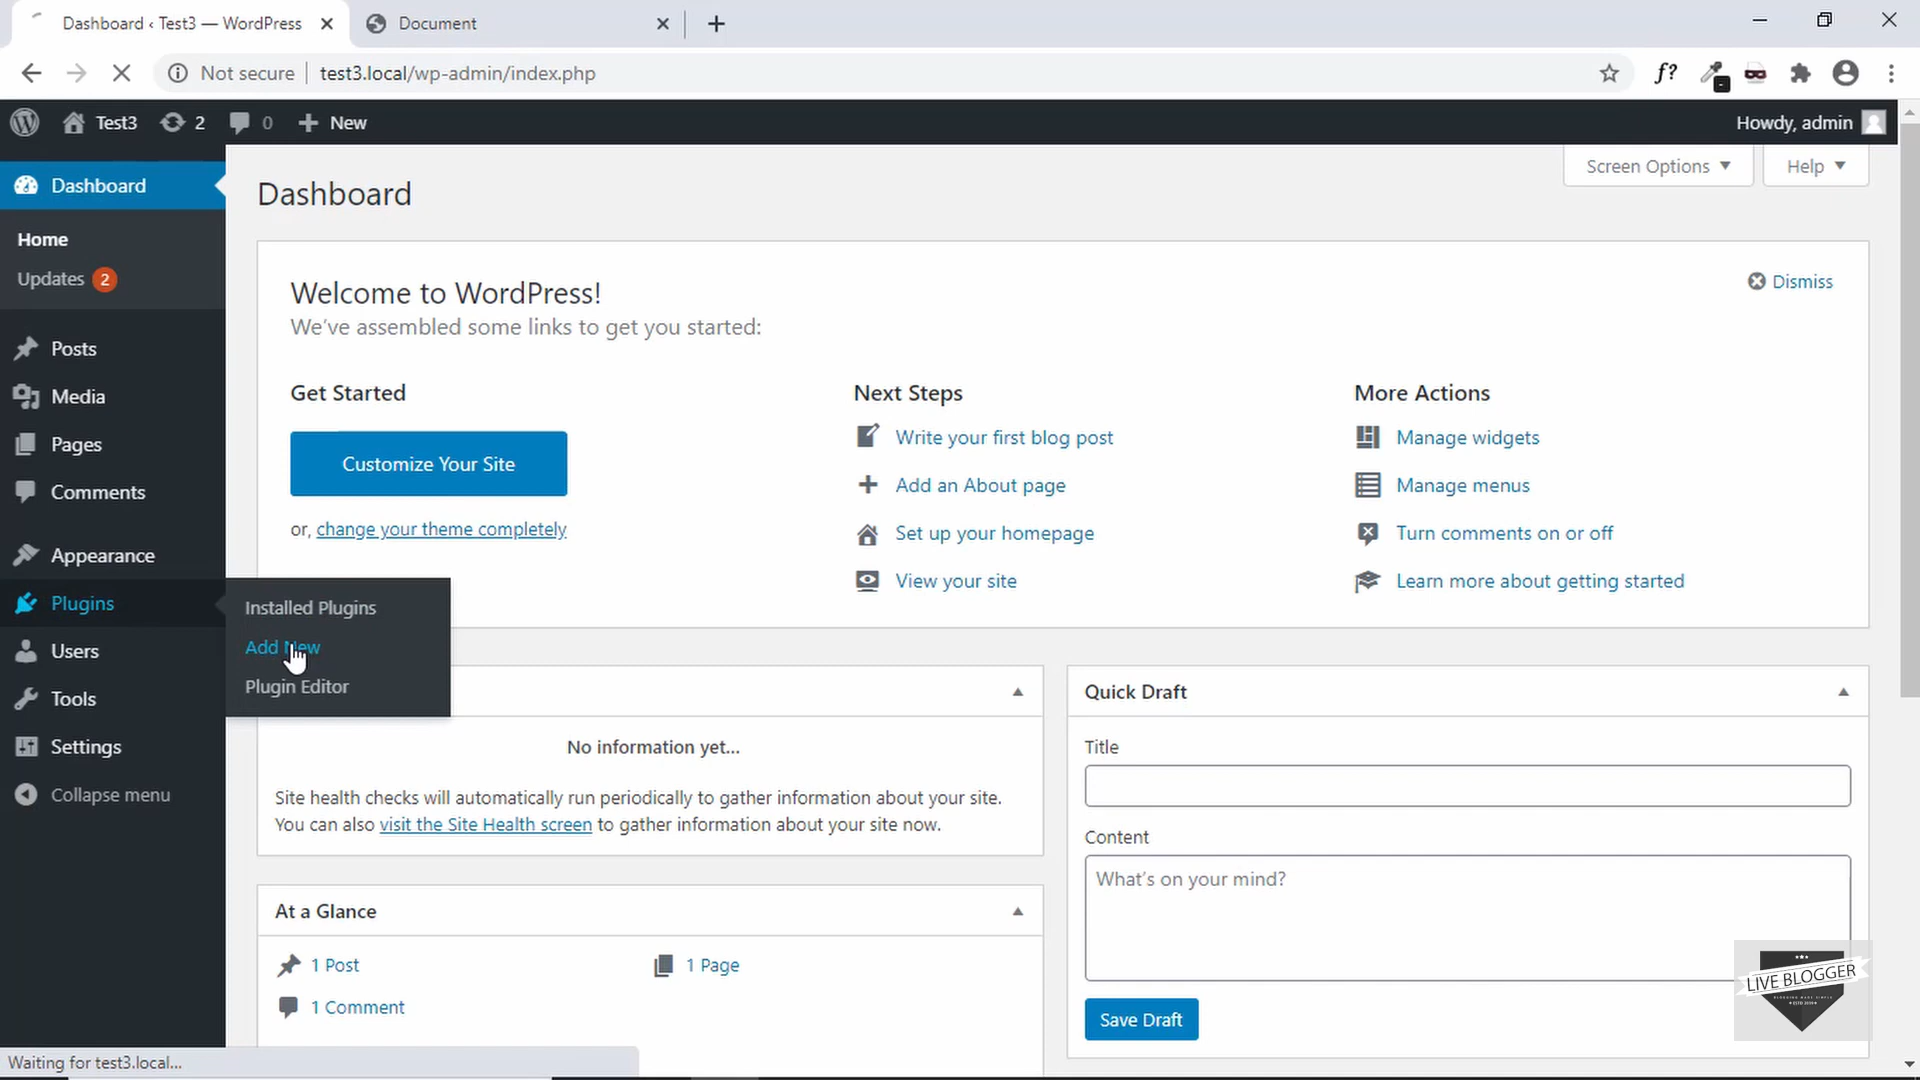 Dashboard ‹ Test3 — WordPress
Document
Not secure
test3.local/wp-admin/index.php
f?
Test3
2
0
New
Howdy, admin
Dashboard
Home
Updates 2
Posts
Media
Pages
Comments
Appearance
Plugins
Users
Tools
Settings
Collapse menu
Installed Plugins
Add New
Plugin Editor
Dashboard
Screen Options
Help
Welcome to WordPress!
We've assembled some links to get you started:
Dismiss
Get Started
Customize Your Site
or, change your theme completely
Next Steps
Write your first blog post
Add an About page
Set up your homepage
View your site
More Actions
Manage widgets
Manage menus
Turn comments on or off
Learn more about getting started
No information yet...
Site health checks will automatically run periodically to gather information about your site.
You can also visit the Site Health screen to gather information about your site now.
At a Glance
1 Post
1 Page
1 Comment
Quick Draft
Title
Content
What's on your mind?
Save Draft
LIVE BLOGGER
Waiting for test3.local...